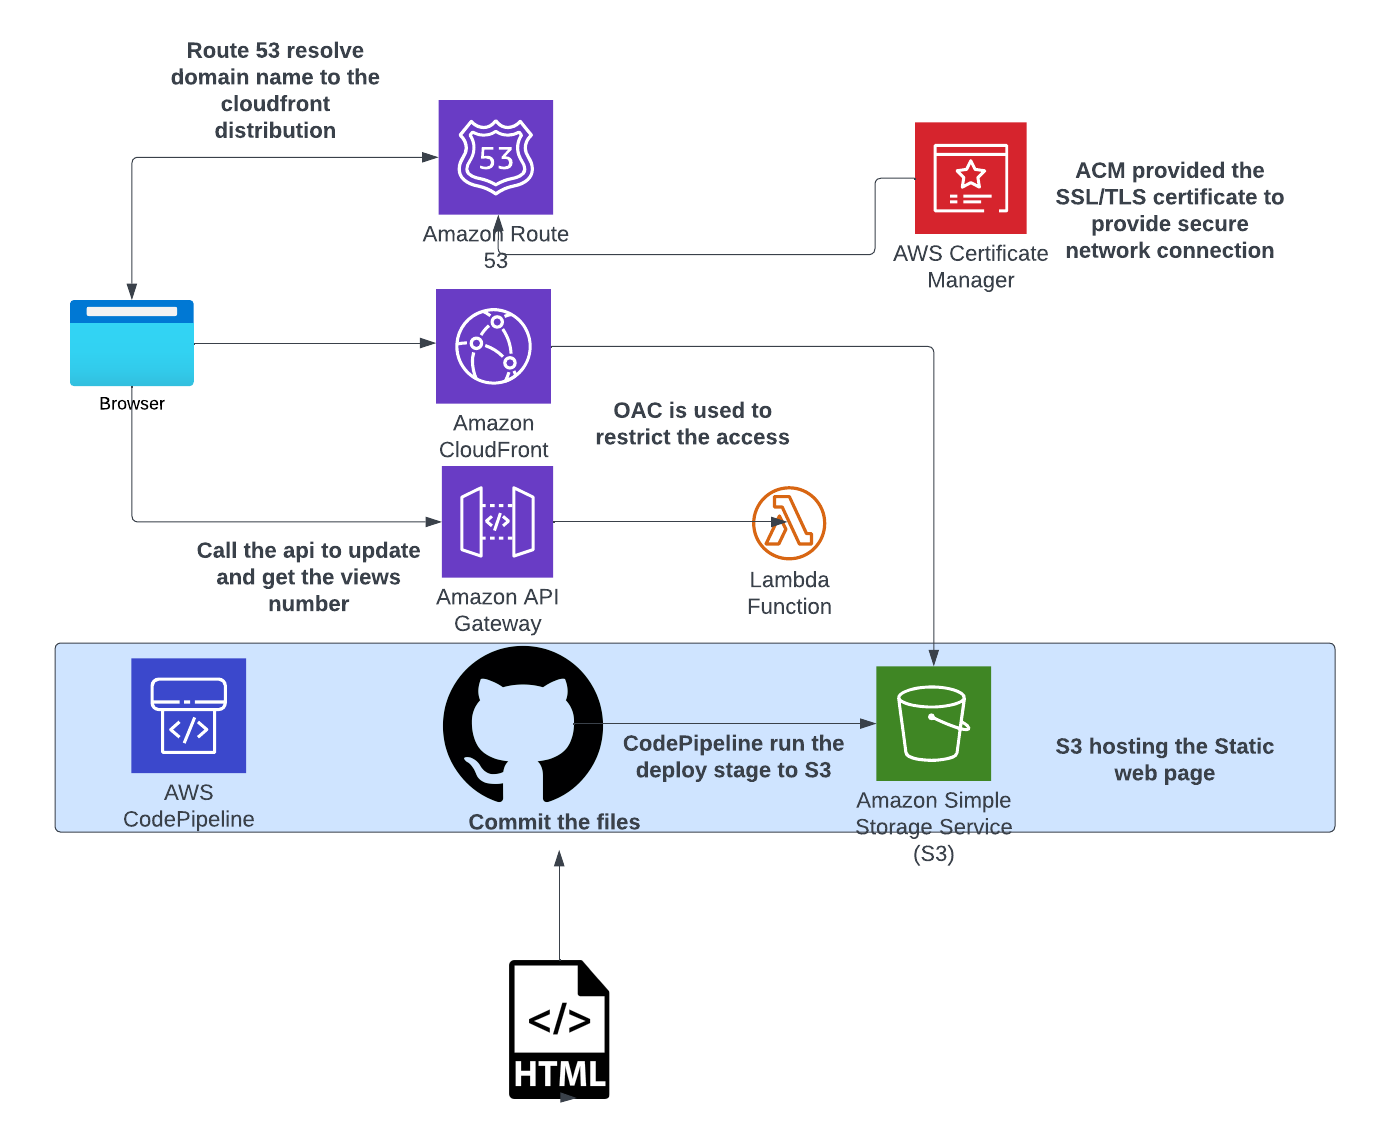 Route 53 resolve
domain name to the
cloudfront
distribution
53
Amazon Route
53
ACM provided the
SSL/TLS certificate to
provide secure
network connection
AWS Certificate
Manager
Browser
Amazon
CloudFront
OAC is used to
restrict the access
</>
Call the api to update
and get the views
number
Amazon API
Gateway
Lambda
Function
</>
AWS
CodePipeline
Commit the files
CodePipeline run the
deploy stage to S3
Amazon Simple
Storage Service
(S3)
S3 hosting the Static
web page
</>
HTML